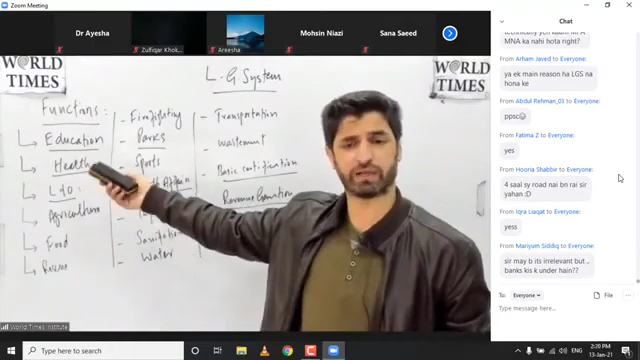 Zoom Meeting
Dr Ayesha
Zulfiqar Khok...
Areesha
Mohsin Niazi
Sana Saeed
W@RLD
TIMES
W@RLD
TIMES
L.G System
Functions:
Education
Health
L & O:
Agriculture
Food
Firefighting
Parks
Sports
Sanitation
Water
Transportation
Basic certification
Revenue
World Times Institute
Chat
technically yeh kaam MPA
MNA ka nahi hota right?
From Arham Javed to Everyone:
ya ek main reason ha LGS na
hona ke
From Abdul Rehman_03 to Everyone:
ppsc😊
From Fatima Z to Everyone:
yes
From Hooria Shabbir to Everyone:
4 saal sy road nai bn rai sir
yahan :D
From Iqra Liaqat to Everyone:
yess
From Mariyum Siddiq to Everyone:
sir may b its irrelevant but ..
banks kis k under hain??
To: Everyone
File
Type message here...
Type here to search
2:20 PM
13-Jan-21